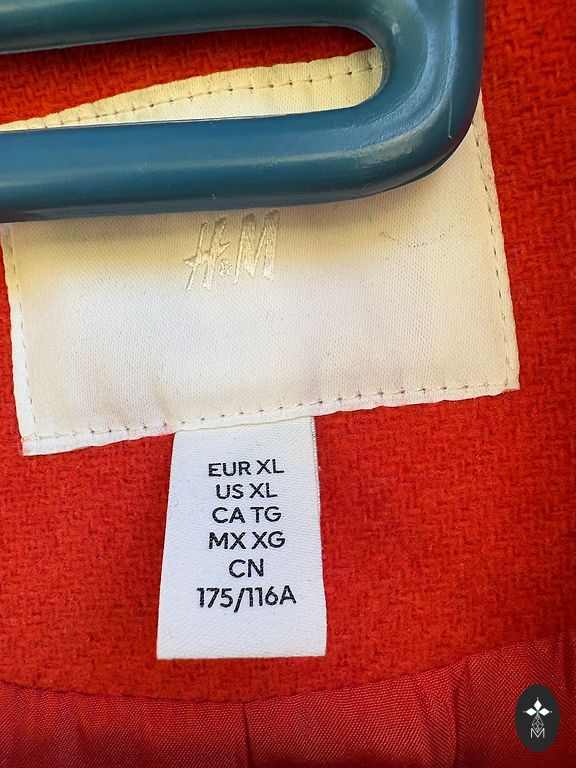 H&M
EUR XL
US XL
CA TG
MX XG
CN
175/116A
M